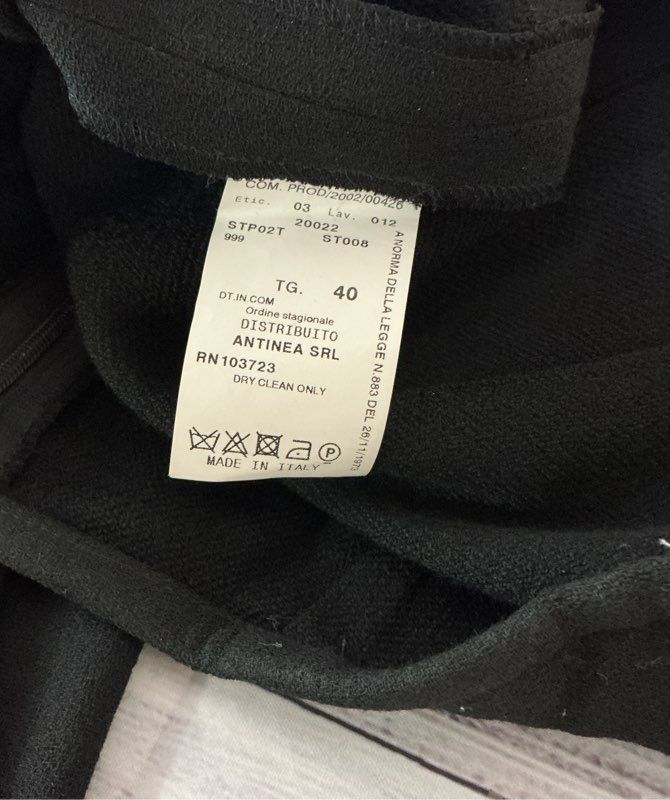 COM. PROD/2002/00426
Etic. 03 Lav. 012
20022
STP02T ST008
999
TG. 40
DT.IN.COM
Ordine stagionale
DISTRIBUITO
ANTINEA SRL
RN103723
DRY CLEAN ONLY
P
MADE IN ITALY
A NORMA DELLA LEGGE N.883 DEL 26/11/1973